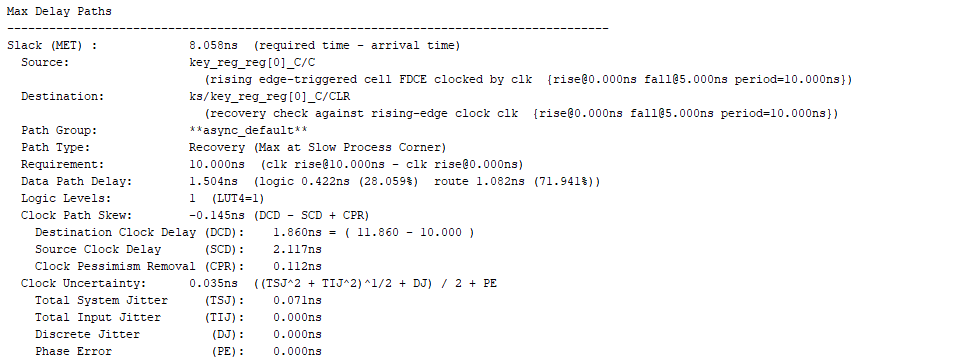 Max Delay Paths
--------------------------------------------------------------------------------------
Slack (MET) :             8.058ns  (required time - arrival time)
  Source:                 key_reg_reg[0]_C/C
                            (rising edge-triggered cell FDCE clocked by clk  {rise@0.000ns fall@5.000ns period=10.000ns})
  Destination:            ks/key_reg_reg[0]_C/CLR
                            (recovery check against rising-edge clock clk  {rise@0.000ns fall@5.000ns period=10.000ns})
  Path Group:             **async_default**
  Path Type:              Recovery (Max at Slow Process Corner)
  Requirement:            10.000ns  (clk rise@10.000ns - clk rise@0.000ns)
  Data Path Delay:        1.504ns  (logic 0.422ns (28.059%)  route 1.082ns (71.941%))
  Logic Levels:           1  (LUT4=1)
  Clock Path Skew:        -0.145ns (DCD - SCD + CPR)
    Destination Clock Delay (DCD):    1.860ns = ( 11.860 - 10.000 )
    Source Clock Delay      (SCD):    2.117ns
    Clock Pessimism Removal (CPR):    0.112ns
  Clock Uncertainty:      0.035ns  ((TSJ^2 + TIJ^2)^1/2 + DJ) / 2 + PE
    Total System Jitter     (TSJ):    0.071ns
    Total Input Jitter      (TIJ):    0.000ns
    Discrete Jitter          (DJ):    0.000ns
    Phase Error              (PE):    0.000ns